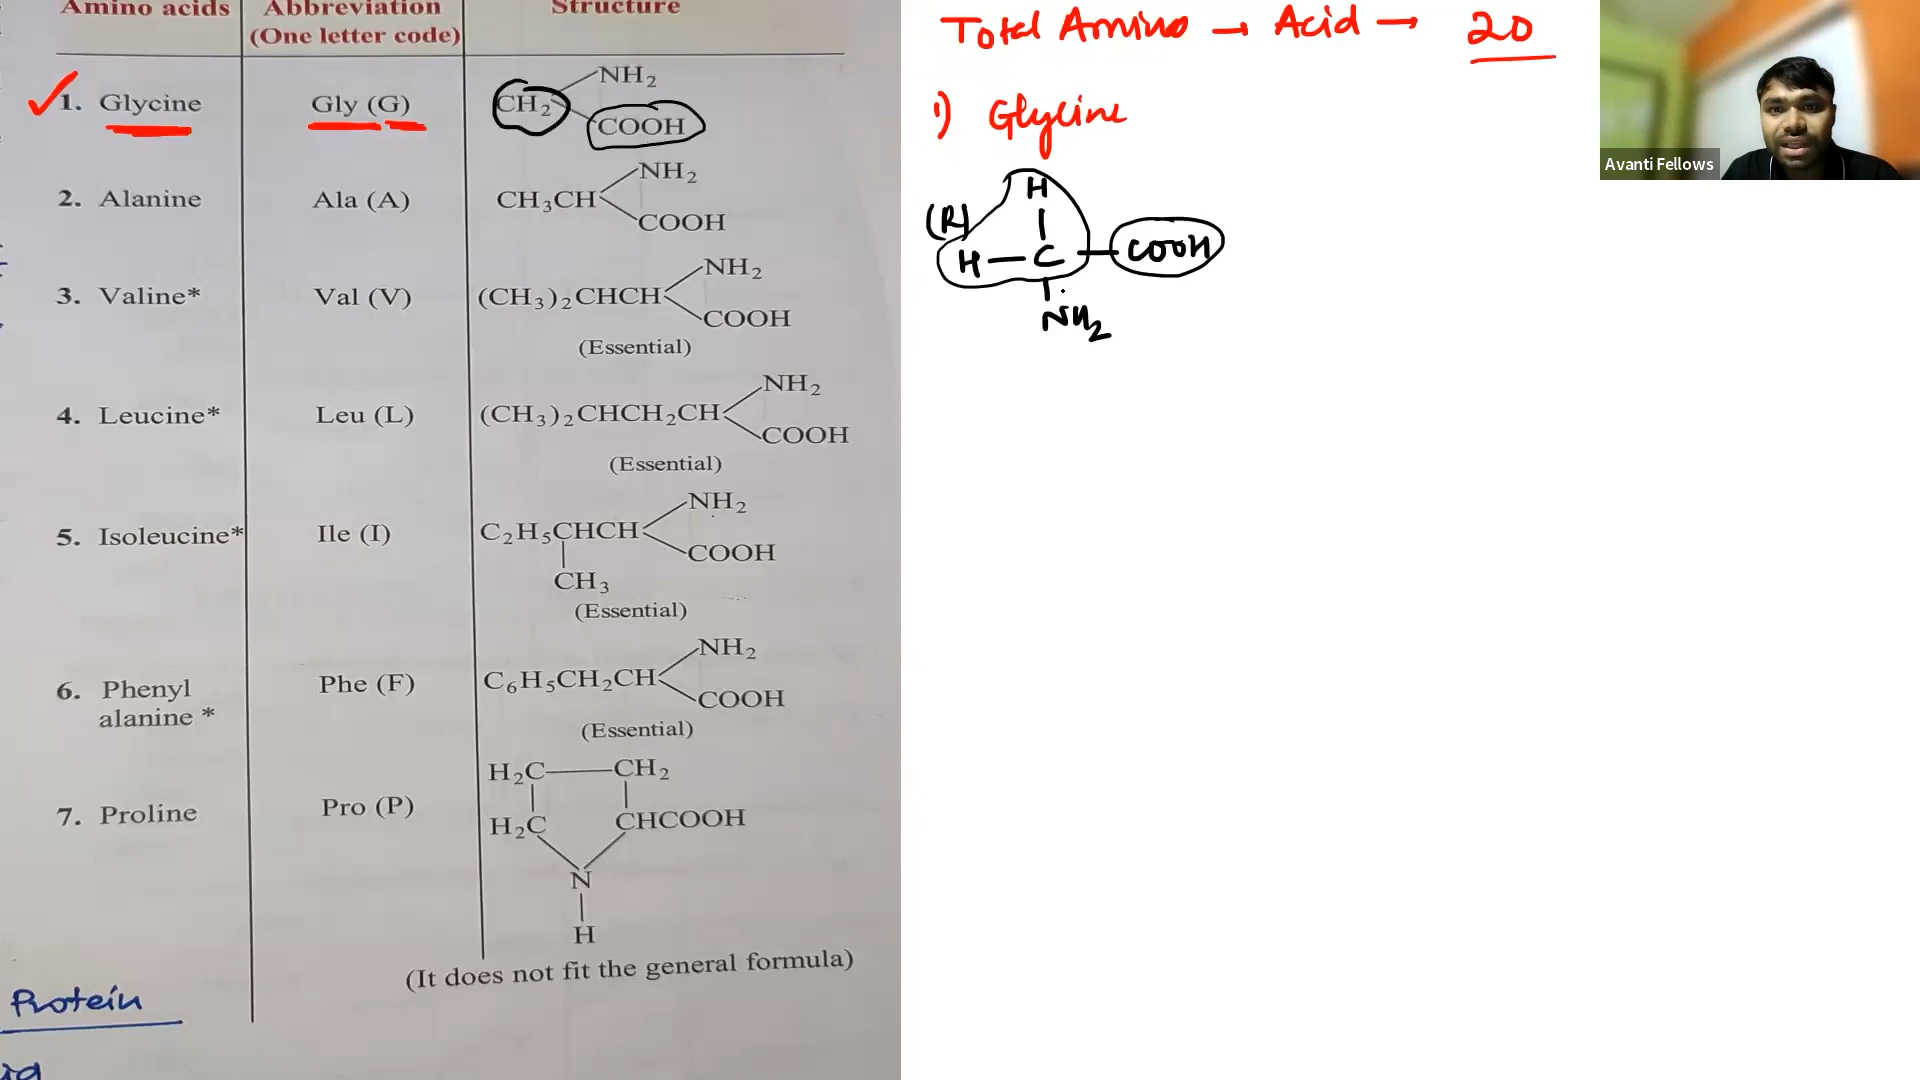 Amino acids Abbreviation (One letter code) Structure
1. Glycine Gly (G) CH₂ NH₂ COOH
2. Alanine Ala (A) CH₃CH NH₂ COOH
3. Valine* Val (V) (CH₃)₂CHCH NH₂ COOH
(Essential)
4. Leucine* Leu (L) (CH₃)₂CHCH₂CH NH₂ COOH
(Essential)
5. Isoleucine* Ile (I) C₂H₅CHCH NH₂ COOH
CH₃
(Essential)
6. Phenyl alanine * Phe (F) C₆H₅CH₂CH NH₂ COOH
(Essential)
7. Proline Pro (P) H₂C CH₂
H₂C CHCOOH
N
H
(It does not fit the general formula)
Protein
Total Amino → Acid → 20
1) Glycine
H
(R)
H — C — COOH
NH₂
Avanti Fellows